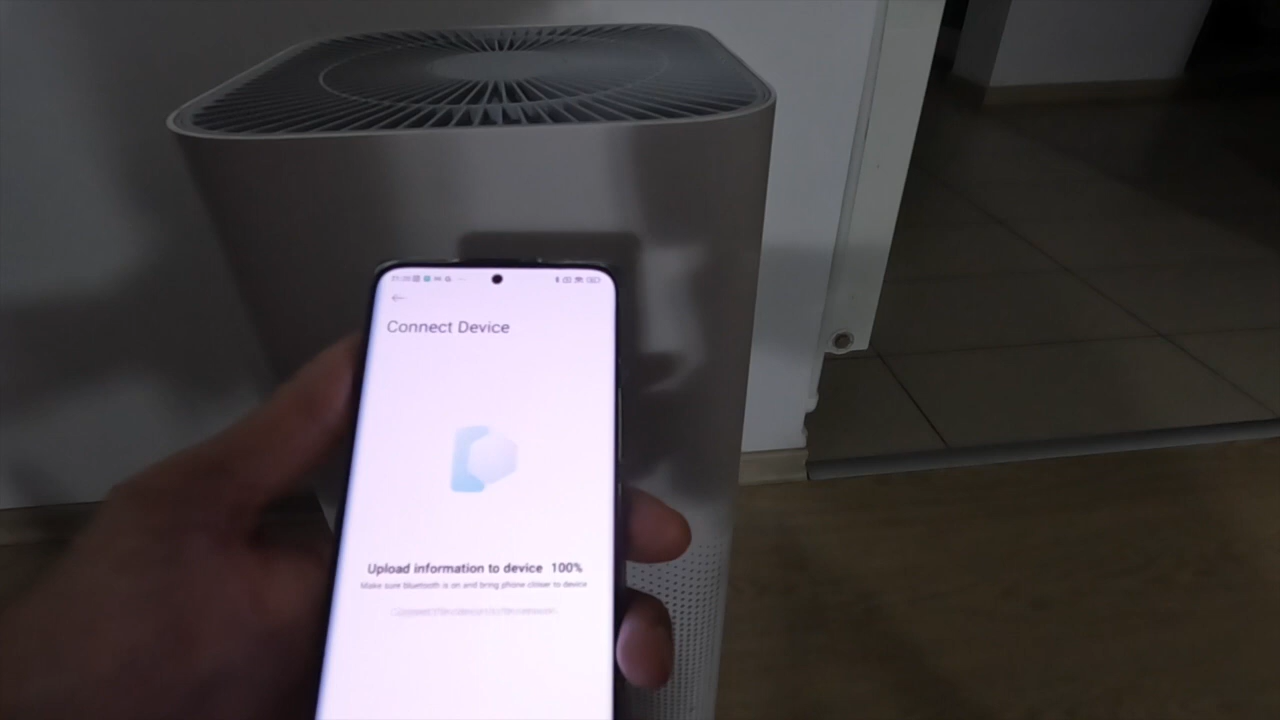 Connect Device
Upload information to device 100%
Make sure bluetooth is on and bring phone closer to device